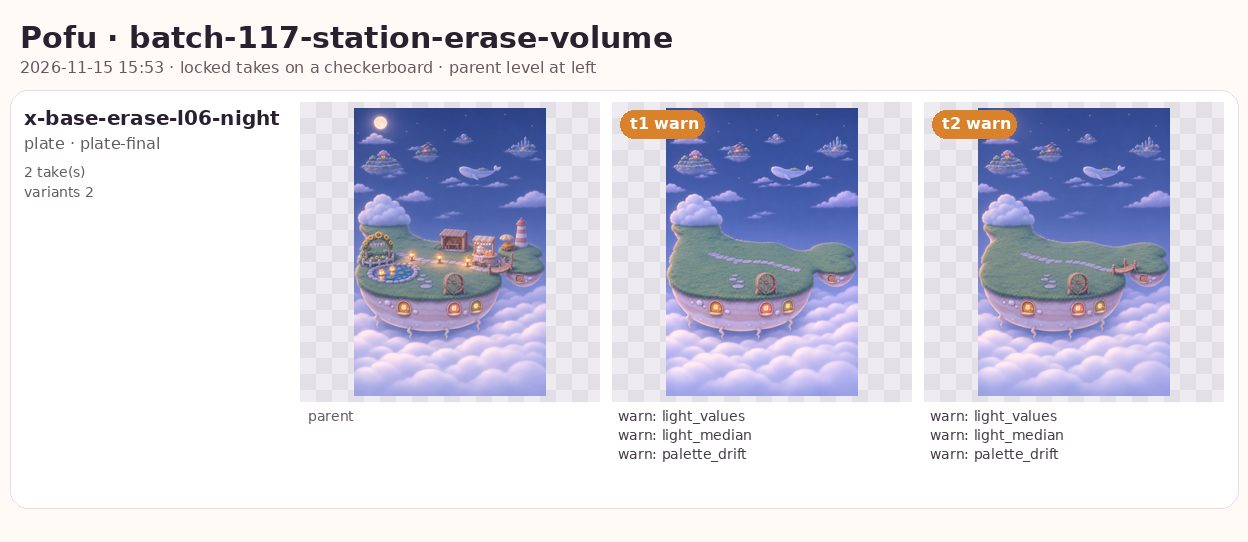 Pofu · batch-117-station-erase-volume
2026-11-15 15:53 · locked takes on a checkerboard · parent level at left
x-base-erase-l06-night
plate · plate-final
2 take(s)
variants 2
parent
t1 warn
warn: light_values
warn: light_median
warn: palette_drift
t2 warn
warn: light_values
warn: light_median
warn: palette_drift